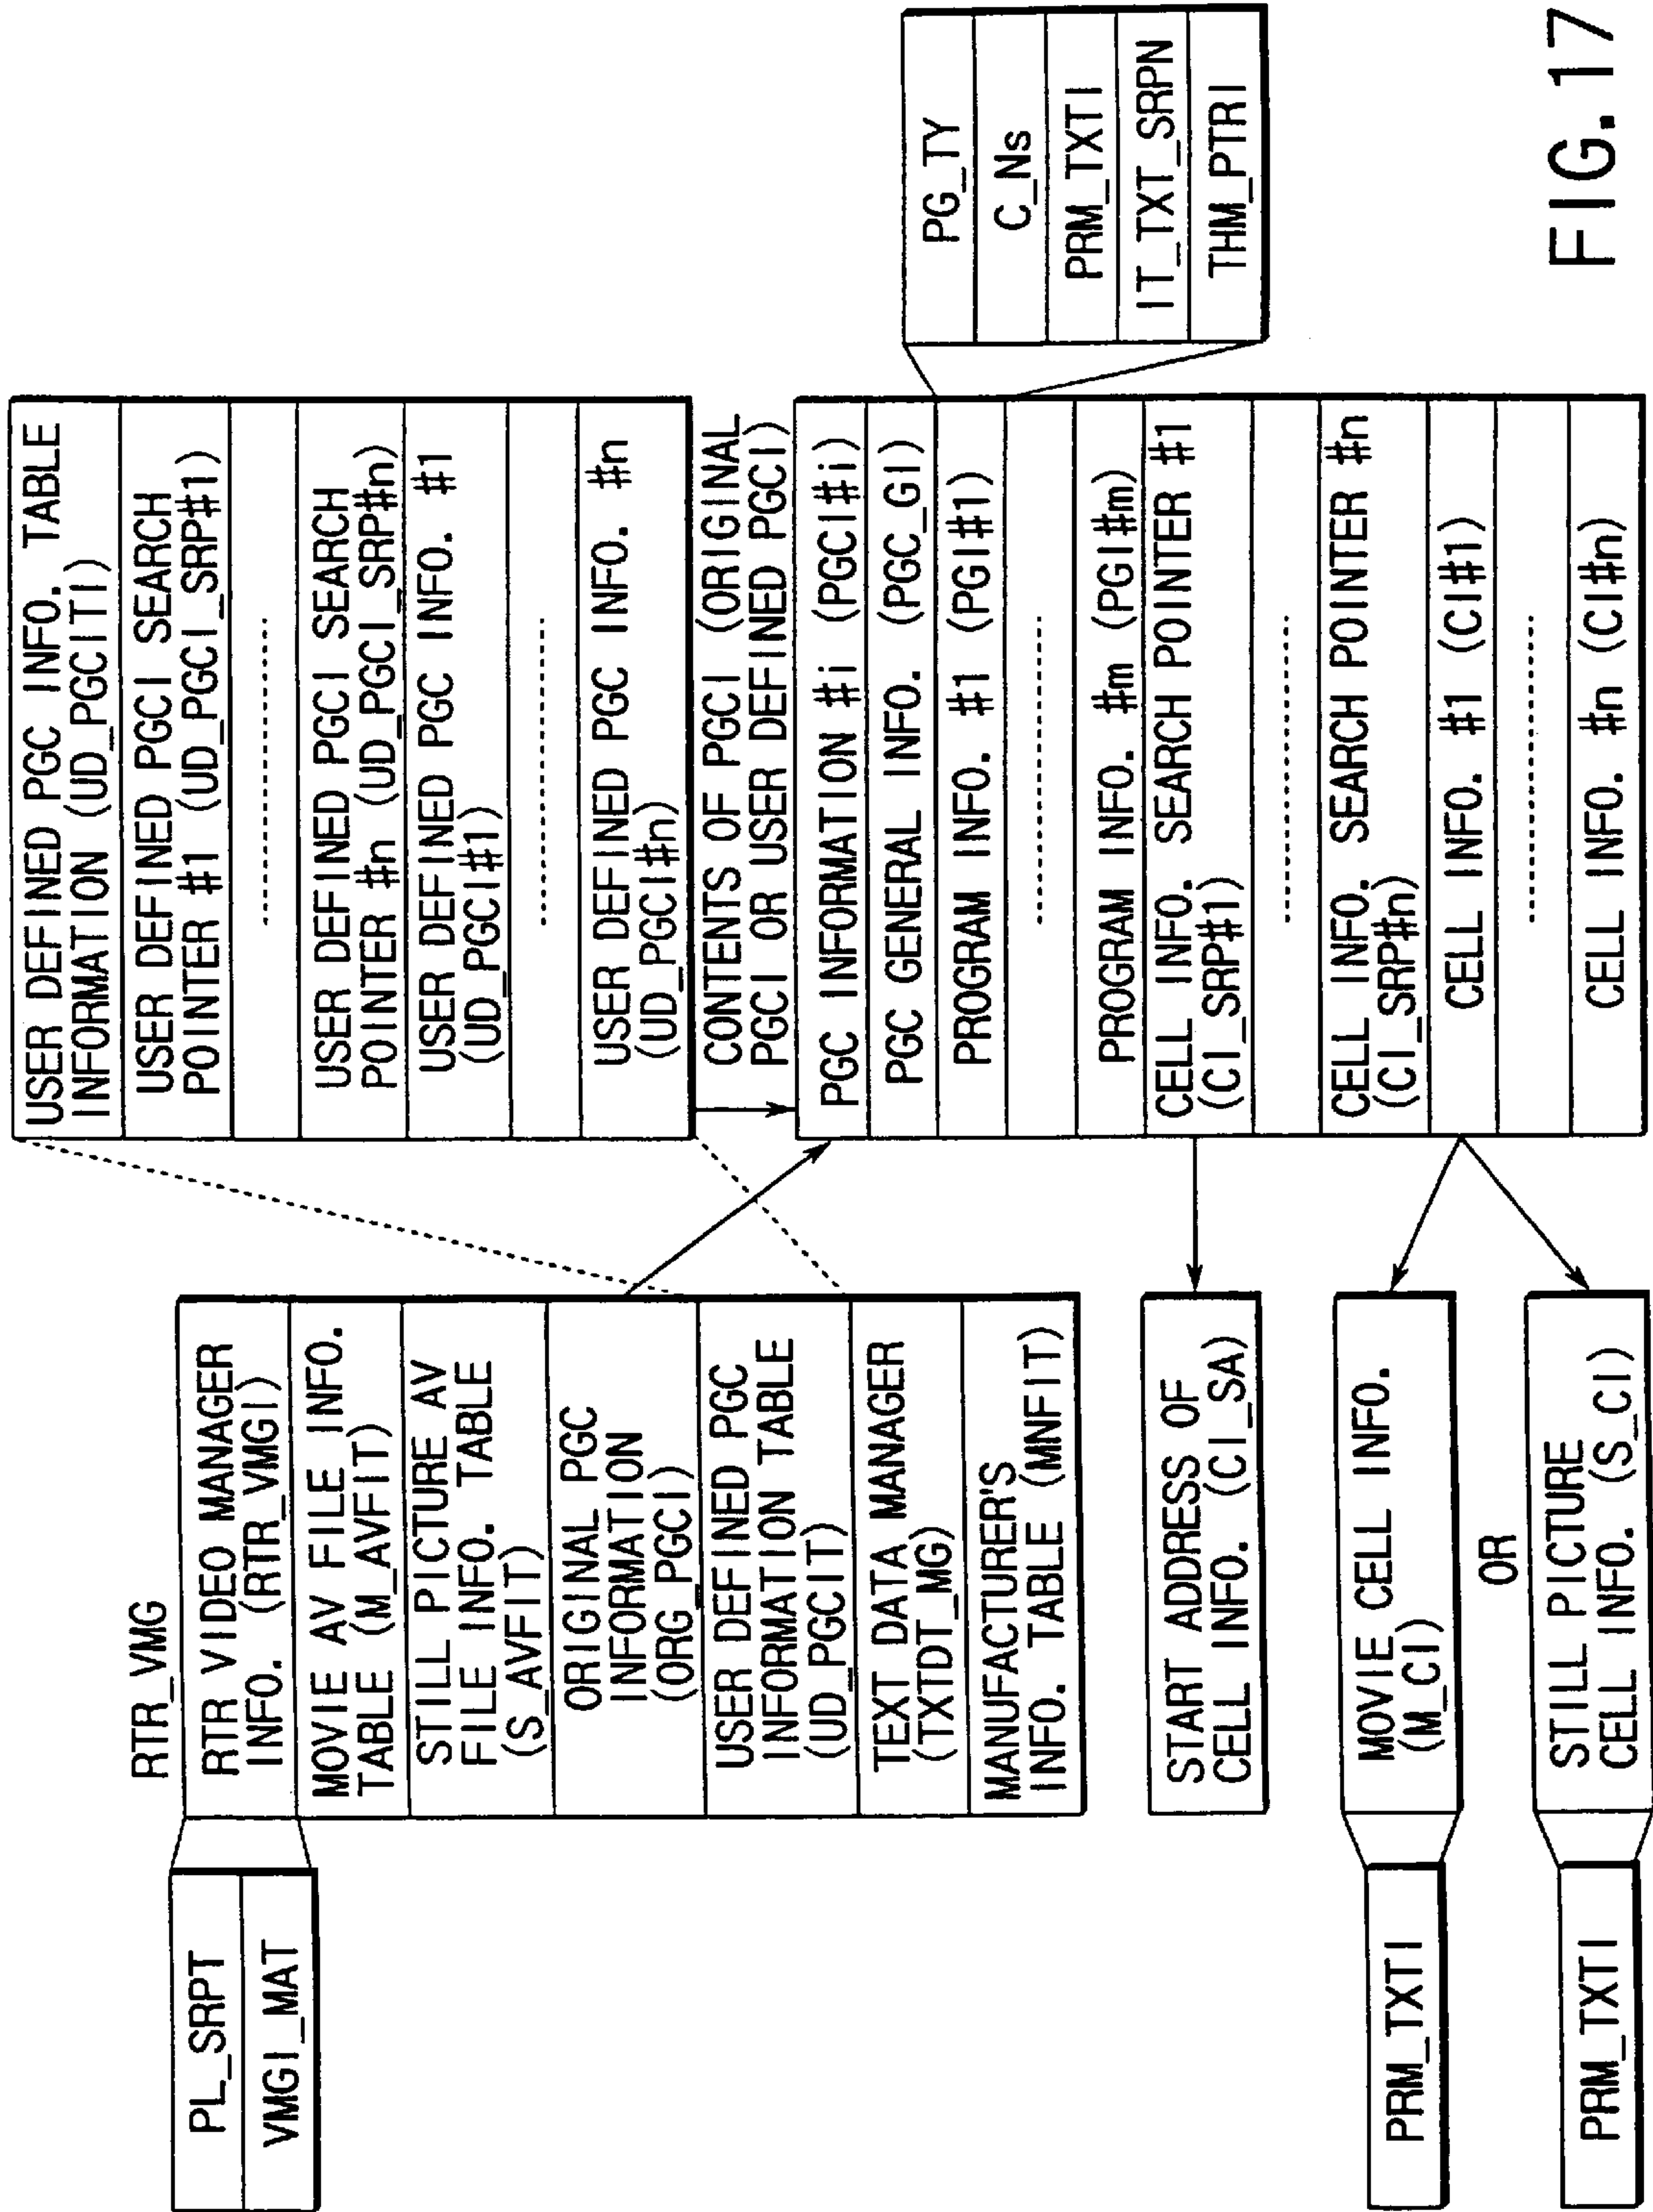 RTR_VMG
PL_SRPT
VMGI_MAT
RTR VIDEO MANAGER
INFO. (RTR_VMGI)
MOVIE AV FILE INFO.
TABLE (M_AVFIT)
STILL PICTURE AV
FILE INFO. TABLE
(S_AVFIT)
ORIGINAL PGC
INFORMATION
(ORG_PGCI)
USER DEFINED PGC
INFORMATION TABLE
(UD_PGCIT)
TEXT DATA MANAGER
(TXTDT_MG)
MANUFACTURER'S
INFO. TABLE (MNFIT)
START ADDRESS OF
CELL INFO. (CI_SA)
PRM_TXTI
MOVIE CELL INFO.
(M_CI)
OR
PRM_TXTI
STILL PICTURE
CELL INFO. (S_CI)
USER DEFINED PGC INFO. TABLE
INFORMATION (UD_PGCITI)
USER DEFINED PGCI SEARCH
POINTER #1 (UD_PGCI_SRP#1)
USER DEFINED PGCI SEARCH
POINTER #n (UD_PGCI_SRP#n)
USER DEFINED PGC INFO. #1
(UD_PGCI#1)
USER DEFINED PGC INFO. #n
(UD_PGCI#n)
CONTENTS OF PGCI (ORIGINAL
PGCI OR USER DEFINED PGCI)
PGC INFORMATION #i (PGCI#i)
PGC GENERAL INFO. (PGC_GI)
PROGRAM INFO. #1 (PGI#1)
PROGRAM INFO. #m (PGI#m)
CELL INFO. SEARCH POINTER #1
(CI_SRP#1)
CELL INFO. SEARCH POINTER #n
(CI_SRP#n)
CELL INFO. #1 (CI#1)
CELL INFO. #n (CI#n)
PG_TY
C_Ns
PRM_TXTI
IT_TXT_SRPN
THM_PTRI
FIG. 17